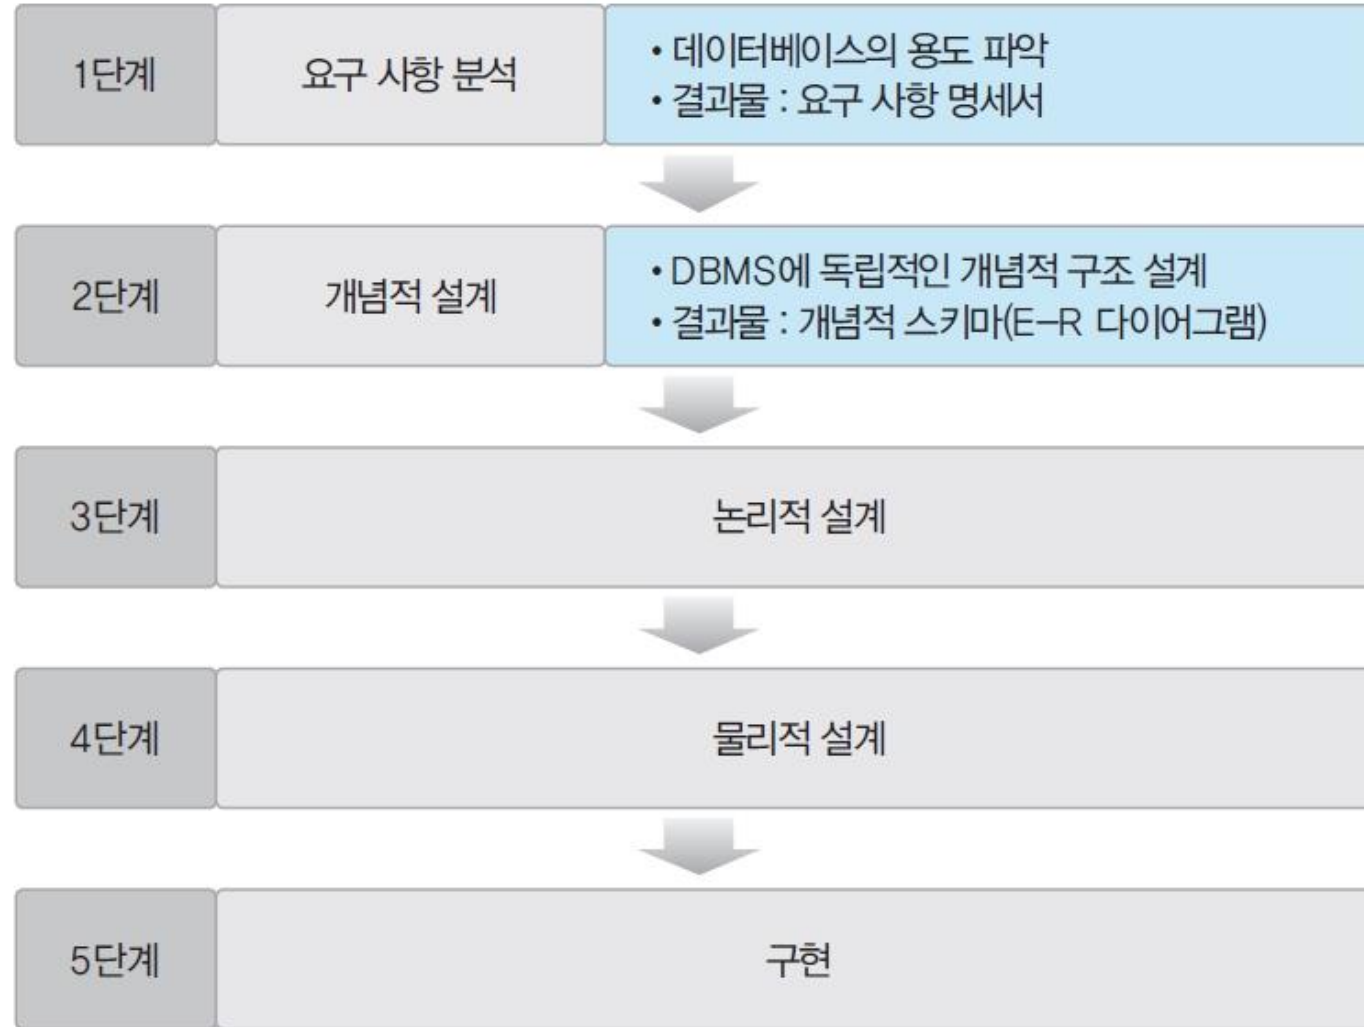 1단계
요구 사항 분석
• 데이터베이스의 용도 파악
• 결과물 : 요구 사항 명세서
2단계
개념적 설계
• DBMS에 독립적인 개념적 구조 설계
• 결과물 : 개념적 스키마(E-R 다이어그램)
3단계
논리적 설계
4단계
물리적 설계
5단계
구현